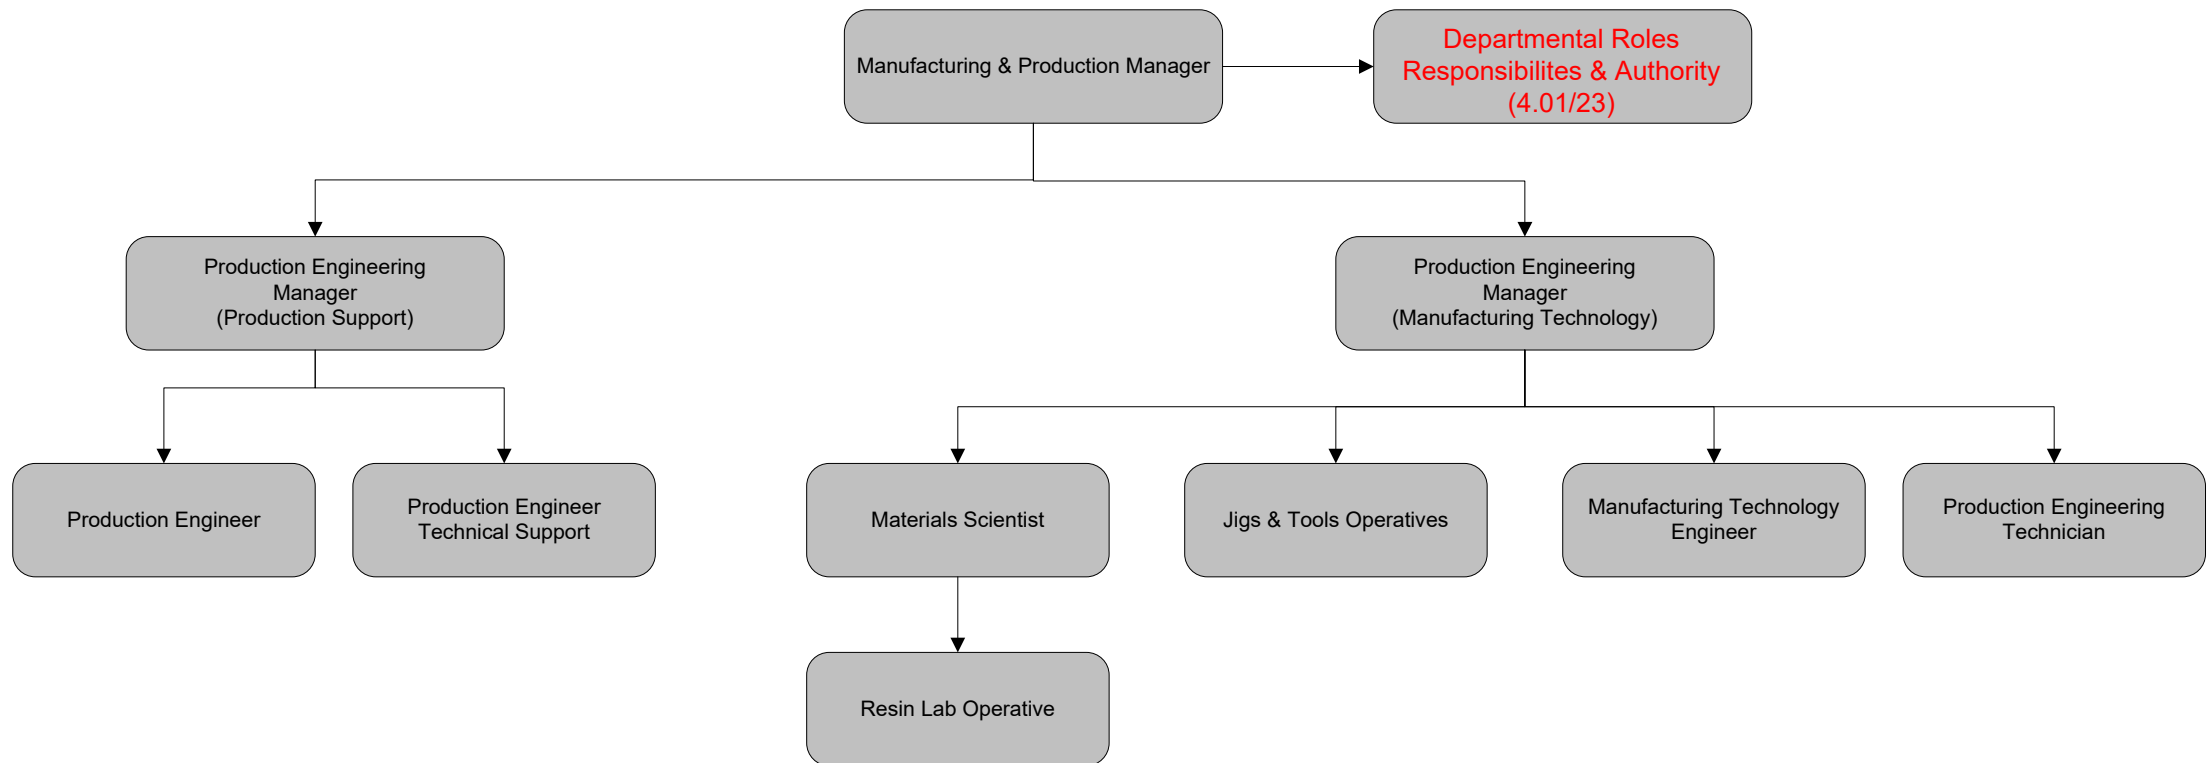 Manufacturing & Production Manager
Departmental Roles
Responsibilites & Authority
(4.01/23)
Production Engineering
Manager
(Production Support)
Production Engineering
Manager
(Manufacturing Technology)
Production Engineer
Production Engineer
Technical Support
Materials Scientist
Jigs & Tools Operatives
Manufacturing Technology
Engineer
Production Engineering
Technician
Resin Lab Operative